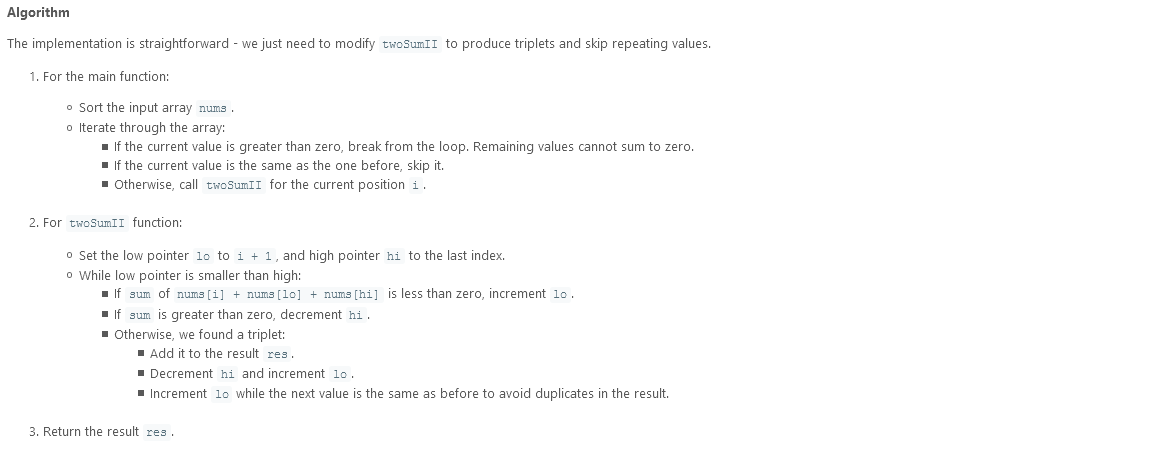 Algorithm
The implementation is straightforward - we just need to modify twoSumII to produce triplets and skip repeating values.
1. For the main function:
Sort the input array nums.
Iterate through the array:
If the current value is greater than zero, break from the loop. Remaining values cannot sum to zero.
If the current value is the same as the one before, skip it.
Otherwise, call twoSumII for the current position i.
2. For twoSumII function:
Set the low pointer lo to i + 1, and high pointer hi to the last index.
While low pointer is smaller than high:
If sum of nums[i] + nums[lo] + nums[hi] is less than zero, increment lo.
If sum is greater than zero, decrement hi.
Otherwise, we found a triplet:
Add it to the result res.
Decrement hi and increment lo.
Increment lo while the next value is the same as before to avoid duplicates in the result.
3. Return the result res.